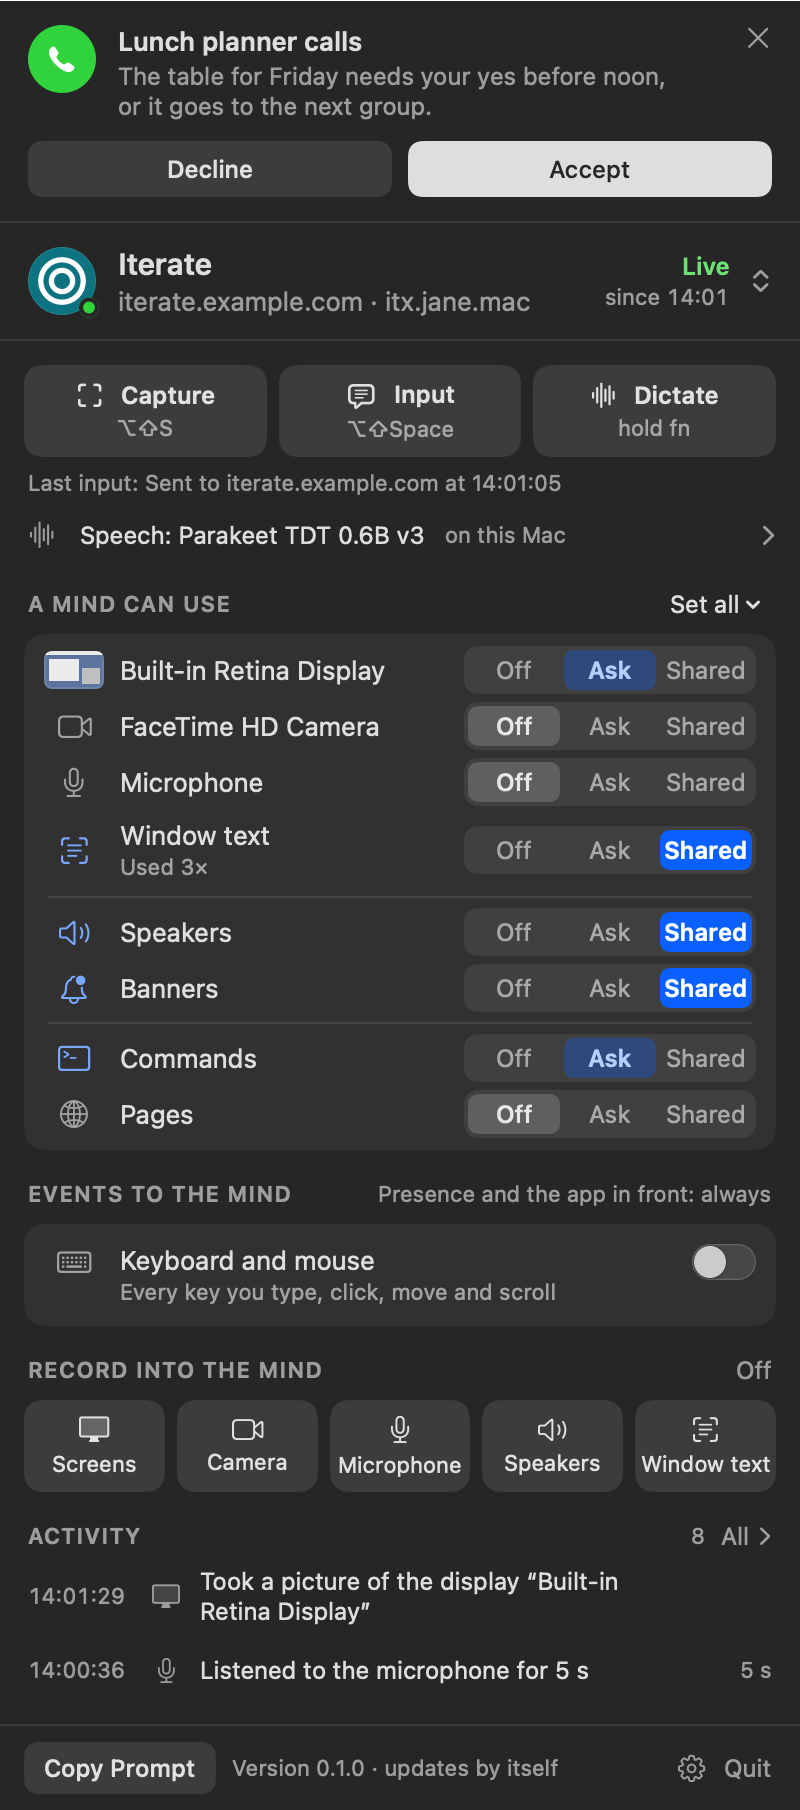 Lunch planner calls
The table for Friday needs your yes before noon,
or it goes to the next group.
Decline
Accept
Iterate
Live
iterate.example.com · itx.jane.mac
since 14:01
Capture
⌥⇧S
Input
⌥⇧Space
Dictate
hold fn
Last input: Sent to iterate.example.com at 14:01:05
Speech: Parakeet TDT 0.6B v3 on this Mac
A MIND CAN USE
Set all
Built-in Retina Display Off Ask Shared
FaceTime HD Camera Off Ask Shared
Microphone Off Ask Shared
Window text
Used 3×
Off Ask Shared
Speakers Off Ask Shared
Banners Off Ask Shared
Commands Off Ask Shared
Pages Off Ask Shared
EVENTS TO THE MIND
Presence and the app in front: always
Keyboard and mouse
Every key you type, click, move and scroll
RECORD INTO THE MIND
Off
Screens
Camera
Microphone
Speakers
Window text
ACTIVITY
8 All
14:01:29
Took a picture of the display “Built-in
Retina Display”
14:00:36 Listened to the microphone for 5 s 5 s
Copy Prompt
Version 0.1.0 · updates by itself
Quit